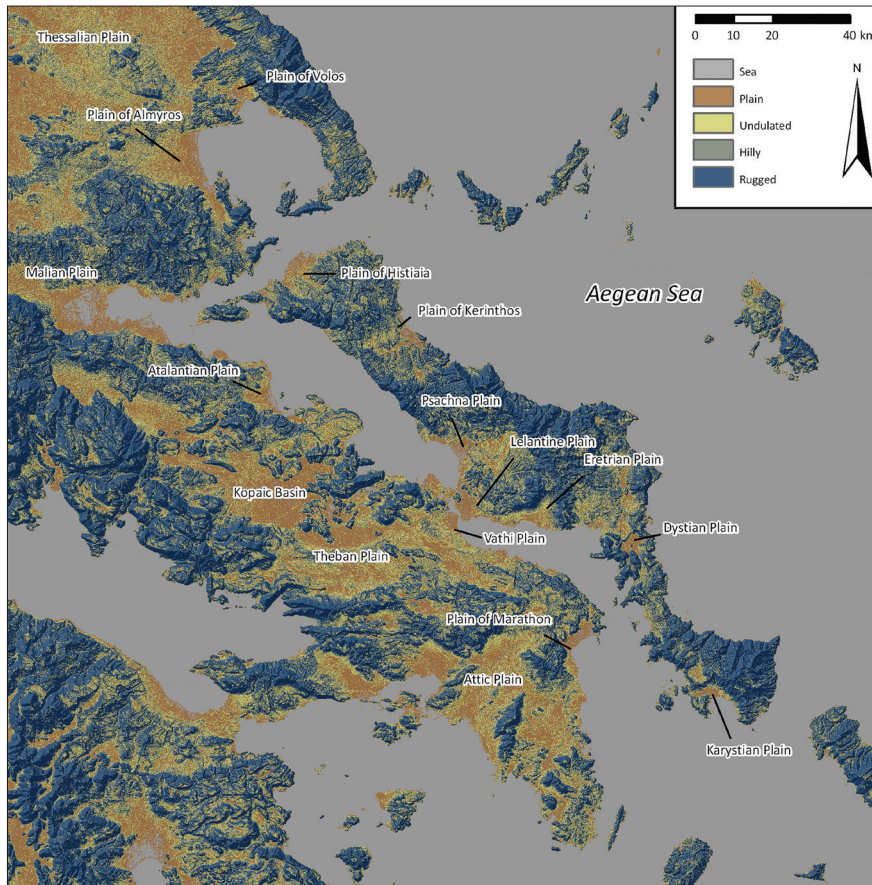 Thessalian Plain
Plain of Volos
Plain of Almyros
0 10 20 40 km
Sea
Plain
Undulated
Hilly
Rugged
N
Malian Plain
Plain of Histiaia
Aegean Sea
Plain of Kerinthos
Atalantian Plain
Psachna Plain
Lelantine Plain
Eretrian Plain
Kopaic Basin
Dystian Plain
Vathi Plain
Theban Plain
Plain of Marathon
Attic Plain
Karystian Plain